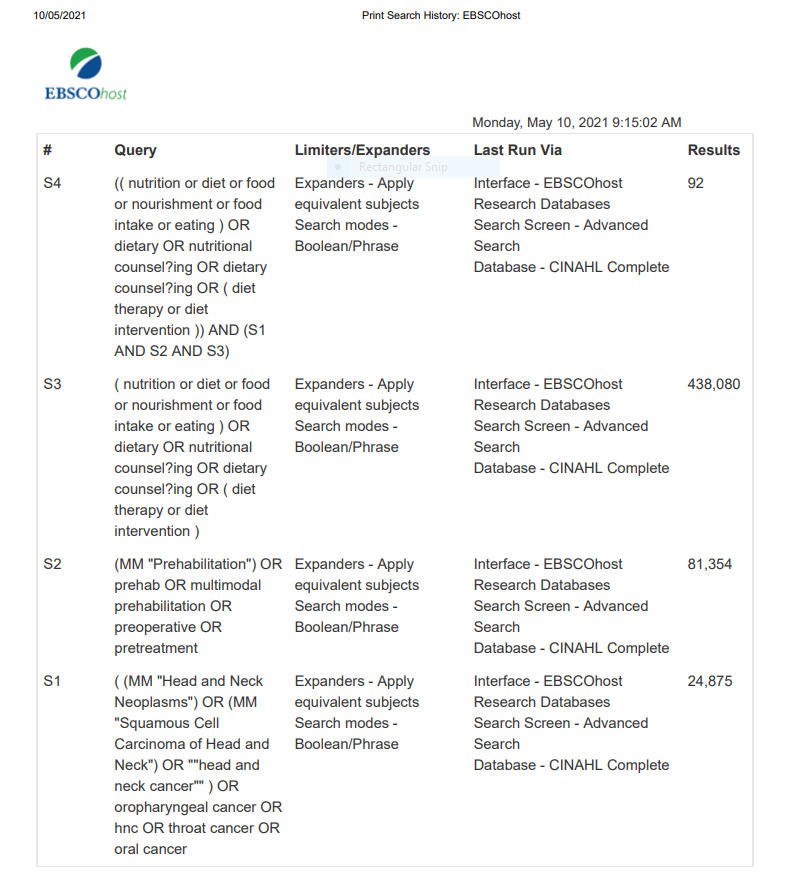 10/05/2021 Print Search History: EBSCOhost
EBSCOhost
Monday, May 10, 2021 9:15:02 AM
# Query Limiters/Expanders Last Run Via Results
Rectangular Snip
S4 (( nutrition or diet or food Expanders - Apply Interface - EBSCOhost 92
or nourishment or food equivalent subjects Research Databases
intake or eating ) OR Search modes - Search Screen - Advanced
dietary OR nutritional Boolean/Phrase Search
counsel?ing OR dietary Database - CINAHL Complete
counsel?ing OR ( diet
therapy or diet
intervention )) AND (S1
AND S2 AND S3)
S3 ( nutrition or diet or food Expanders - Apply Interface - EBSCOhost 438,080
or nourishment or food equivalent subjects Research Databases
intake or eating ) OR Search modes - Search Screen - Advanced
dietary OR nutritional Boolean/Phrase Search
counsel?ing OR dietary Database - CINAHL Complete
counsel?ing OR ( diet
therapy or diet
intervention )
S2 (MM "Prehabilitation") OR Expanders - Apply Interface - EBSCOhost 81,354
prehab OR multimodal equivalent subjects Research Databases
prehabilitation OR Search modes - Search Screen - Advanced
preoperative OR Boolean/Phrase Search
pretreatment Database - CINAHL Complete
S1 ( (MM "Head and Neck Expanders - Apply Interface - EBSCOhost 24,875
Neoplasms") OR (MM equivalent subjects Research Databases
"Squamous Cell Search modes - Search Screen - Advanced
Carcinoma of Head and Boolean/Phrase Search
Neck") OR ""head and Database - CINAHL Complete
neck cancer"" ) OR
oropharyngeal cancer OR
hnc OR throat cancer OR
oral cancer